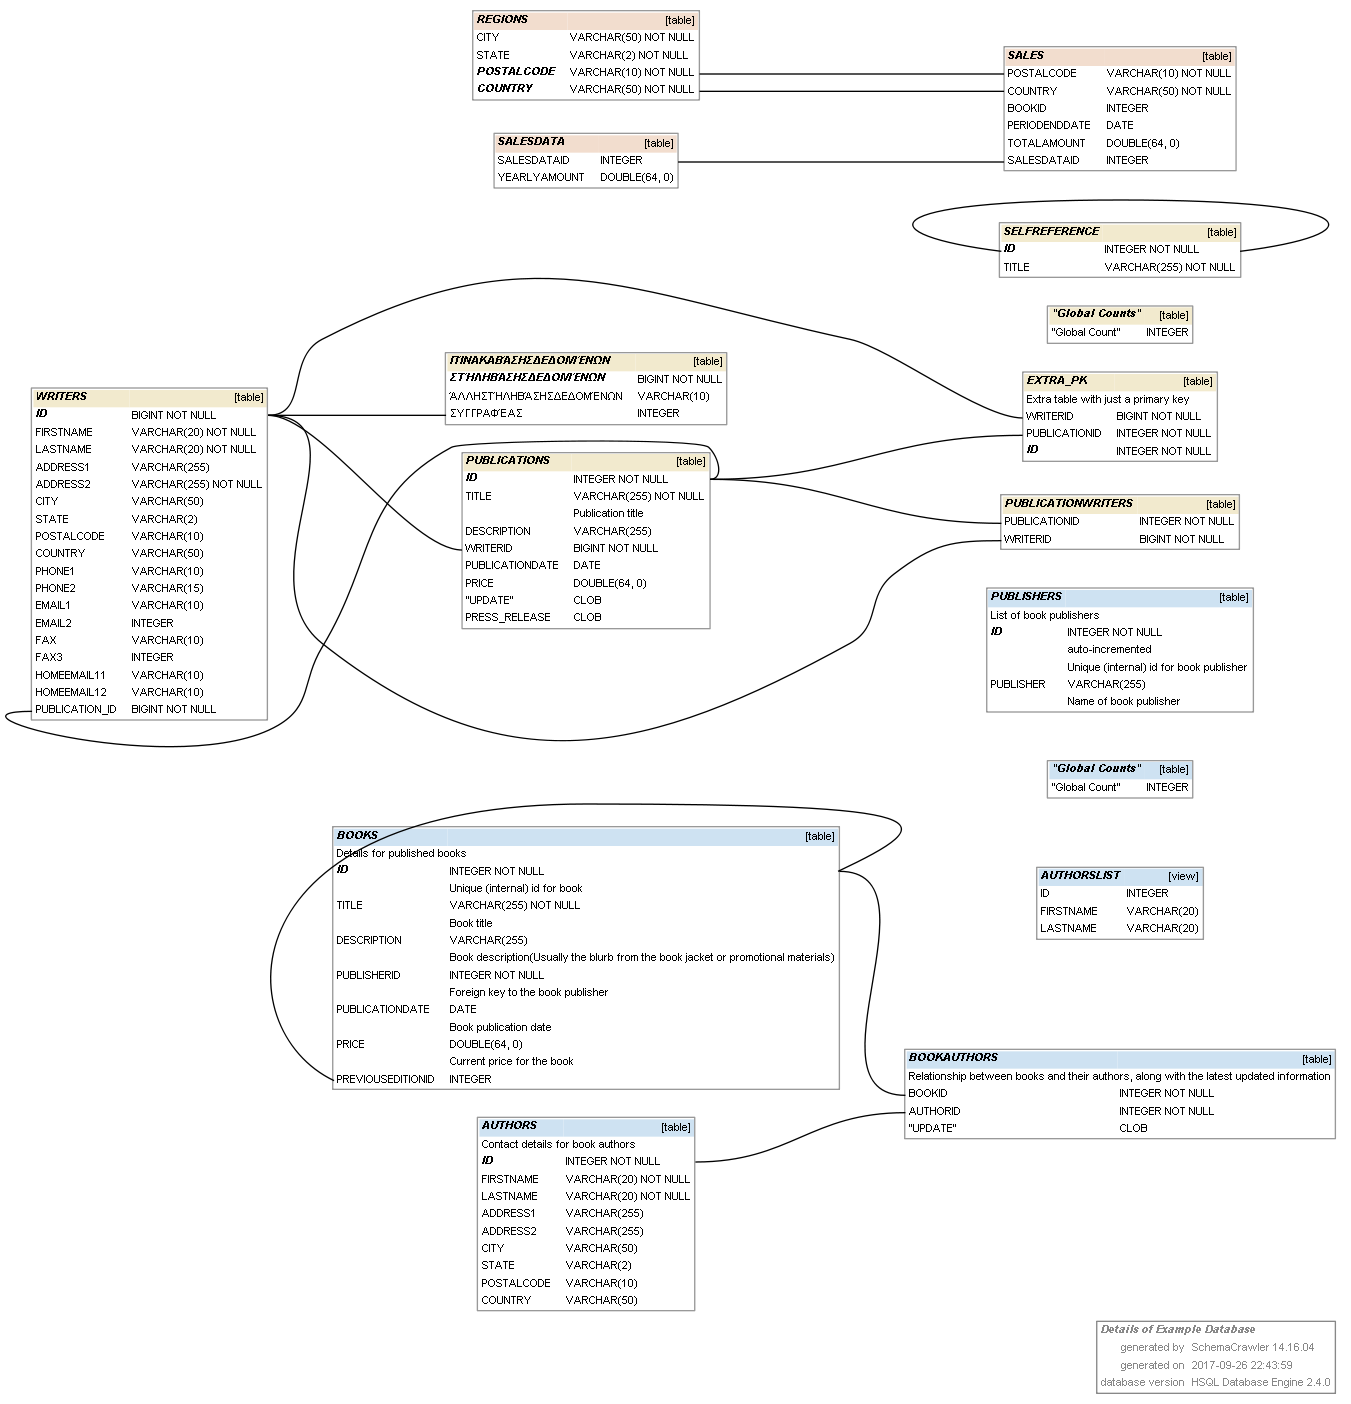 REGIONS [table]
CITY VARCHAR(50) NOT NULL
STATE VARCHAR(2) NOT NULL
POSTALCODE VARCHAR(10) NOT NULL
COUNTRY VARCHAR(50) NOT NULL
SALES [table]
POSTALCODE VARCHAR(10) NOT NULL
COUNTRY VARCHAR(50) NOT NULL
BOOKID INTEGER
PERIODENDDATE DATE
TOTALAMOUNT DOUBLE(64, 0)
SALESDATAID INTEGER
SALESDATA [table]
SALESDATAID INTEGER
YEARLYAMOUNT DOUBLE(64, 0)
SELFREFERENCE [table]
ID INTEGER NOT NULL
TITLE VARCHAR(255) NOT NULL
"Global Counts" [table]
"Global Count" INTEGER
ΠΊΝΑΚΑΒΆΣΗΣΔΕΔΟΜΈΝΩΝ [table]
ΣΤΉΛΗΒΆΣΗΣΔΕΔΟΜΈΝΩΝ BIGINT NOT NULL
ΆΛΛΗΣΤΉΛΗΒΆΣΗΣΔΕΔΟΜΈΝΩΝ VARCHAR(10)
ΣΥΓΓΡΑΦΈΑΣ INTEGER
EXTRA_PK [table]
Extra table with just a primary key
WRITERID BIGINT NOT NULL
PUBLICATIONID INTEGER NOT NULL
ID INTEGER NOT NULL
WRITERS [table]
ID BIGINT NOT NULL
FIRSTNAME VARCHAR(20) NOT NULL
LASTNAME VARCHAR(20) NOT NULL
ADDRESS1 VARCHAR(255)
ADDRESS2 VARCHAR(255) NOT NULL
CITY VARCHAR(50)
STATE VARCHAR(2)
POSTALCODE VARCHAR(10)
COUNTRY VARCHAR(50)
PHONE1 VARCHAR(10)
PHONE2 VARCHAR(15)
EMAIL1 VARCHAR(10)
EMAIL2 INTEGER
FAX VARCHAR(10)
FAX3 INTEGER
HOMEEMAIL11 VARCHAR(10)
HOMEEMAIL12 VARCHAR(10)
PUBLICATION_ID BIGINT NOT NULL
PUBLICATIONS [table]
ID INTEGER NOT NULL
TITLE VARCHAR(255) NOT NULL
Publication title
DESCRIPTION VARCHAR(255)
WRITERID BIGINT NOT NULL
PUBLICATIONDATE DATE
PRICE DOUBLE(64, 0)
"UPDATE" CLOB
PRESS_RELEASE CLOB
PUBLICATIONWRITERS [table]
PUBLICATIONID INTEGER NOT NULL
WRITERID BIGINT NOT NULL
PUBLISHERS [table]
List of book publishers
ID INTEGER NOT NULL
auto-incremented
Unique (internal) id for book publisher
PUBLISHER VARCHAR(255)
Name of book publisher
"Global Counts" [table]
"Global Count" INTEGER
BOOKS [table]
Details for published books
ID INTEGER NOT NULL
Unique (internal) id for book
TITLE VARCHAR(255) NOT NULL
Book title
DESCRIPTION VARCHAR(255)
Book description(Usually the blurb from the book jacket or promotional materials)
PUBLISHERID INTEGER NOT NULL
Foreign key to the book publisher
PUBLICATIONDATE DATE
Book publication date
PRICE DOUBLE(64, 0)
Current price for the book
PREVIOUSEDITIONID INTEGER
AUTHORSLIST [view]
ID INTEGER
FIRSTNAME VARCHAR(20)
LASTNAME VARCHAR(20)
BOOKAUTHORS [table]
Relationship between books and their authors, along with the latest updated information
BOOKID INTEGER NOT NULL
AUTHORID INTEGER NOT NULL
"UPDATE" CLOB
AUTHORS [table]
Contact details for book authors
ID INTEGER NOT NULL
FIRSTNAME VARCHAR(20) NOT NULL
LASTNAME VARCHAR(20) NOT NULL
ADDRESS1 VARCHAR(255)
ADDRESS2 VARCHAR(255)
CITY VARCHAR(50)
STATE VARCHAR(2)
POSTALCODE VARCHAR(10)
COUNTRY VARCHAR(50)
Details of Example Database
generated by SchemaCrawler 14.16.04
generated on 2017-09-26 22:43:59
database version HSQL Database Engine 2.4.0